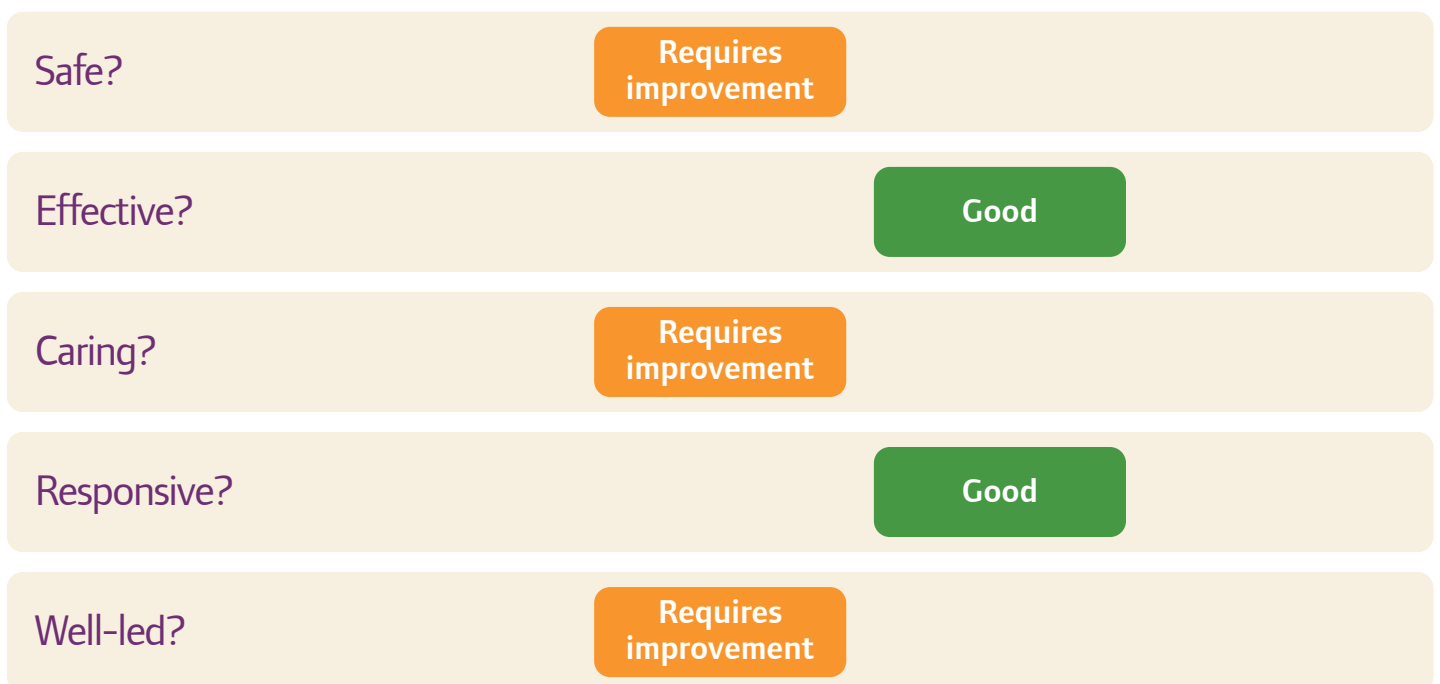 Safe?
Requires
improvement
Effective?
Good
Caring?
Requires
improvement
Responsive?
Good
Well-led?
Requires
improvement